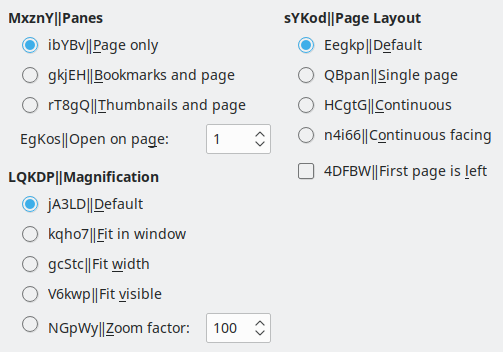 MxznY||Panes
ibYBv||Page only
gkjEH||Bookmarks and page
rT8gQ||Thumbnails and page
EgKos||Open on page: 1
LQKDP||Magnification
jA3LD||Default
kqho7||Fit in window
gcStc||Fit width
V6kwp||Fit visible
NGpWy||Zoom factor: 100
sYKod||Page Layout
Eegkp||Default
QBpan||Single page
HCgtG||Continuous
n4i66||Continuous facing
4DFBW||First page is left